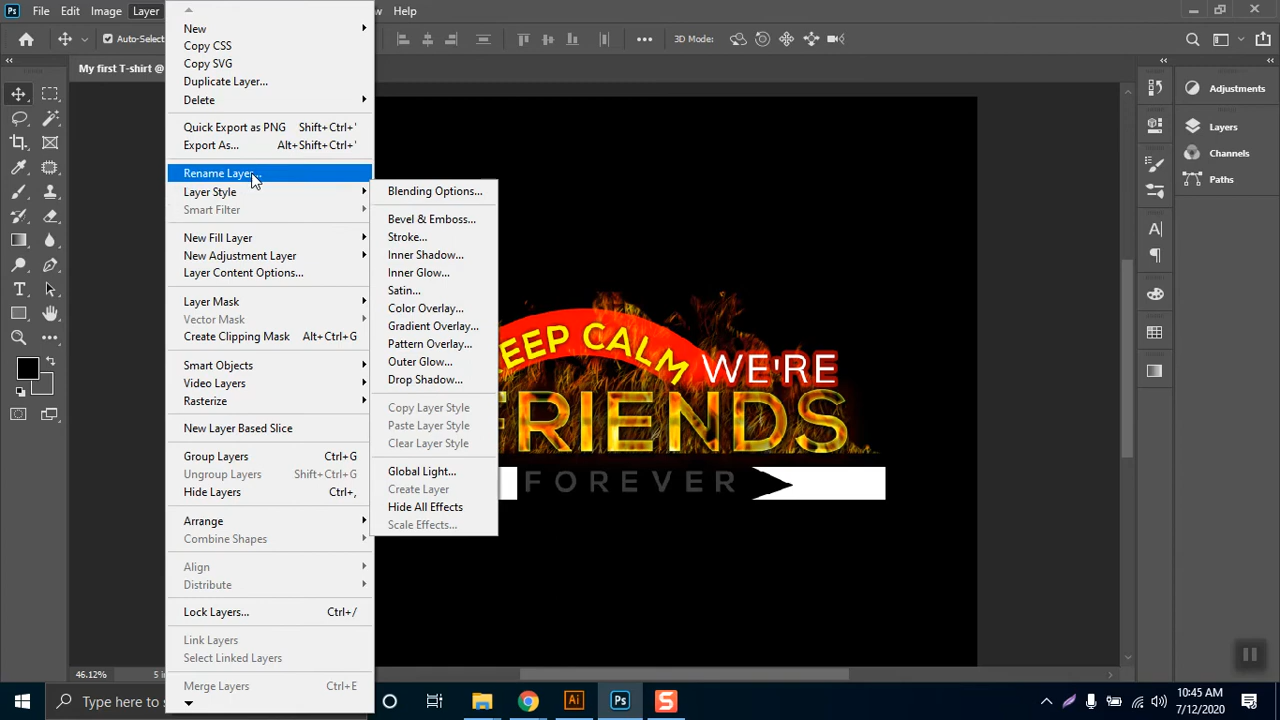 Ps File Edit Image Layer Help
Auto-Select
3D Mode:
My first T-shirt @
New
Copy CSS
Copy SVG
Duplicate Layer...
Delete
Quick Export as PNG Shift+Ctrl+'
Export As... Alt+Shift+Ctrl+'
Rename Layer...
Layer Style
Smart Filter
New Fill Layer
New Adjustment Layer
Layer Content Options...
Layer Mask
Vector Mask
Create Clipping Mask Alt+Ctrl+G
Smart Objects
Video Layers
Rasterize
New Layer Based Slice
Group Layers Ctrl+G
Ungroup Layers Shift+Ctrl+G
Hide Layers Ctrl+,
Arrange
Combine Shapes
Align
Distribute
Lock Layers... Ctrl+/
Link Layers
Select Linked Layers
Merge Layers Ctrl+E
Blending Options...
Bevel & Emboss...
Stroke...
Inner Shadow...
Inner Glow...
Satin...
Color Overlay...
Gradient Overlay...
Pattern Overlay...
Outer Glow...
Drop Shadow...
Copy Layer Style
Paste Layer Style
Clear Layer Style
Global Light...
Create Layer
Hide All Effects
Scale Effects...
EEP CALM WE'RE
FRIENDS
FOREVER
Adjustments
Layers
Channels
Paths
46.12% 5 i
Type here to s
Ai Ps S
10:45 AM
7/12/2020